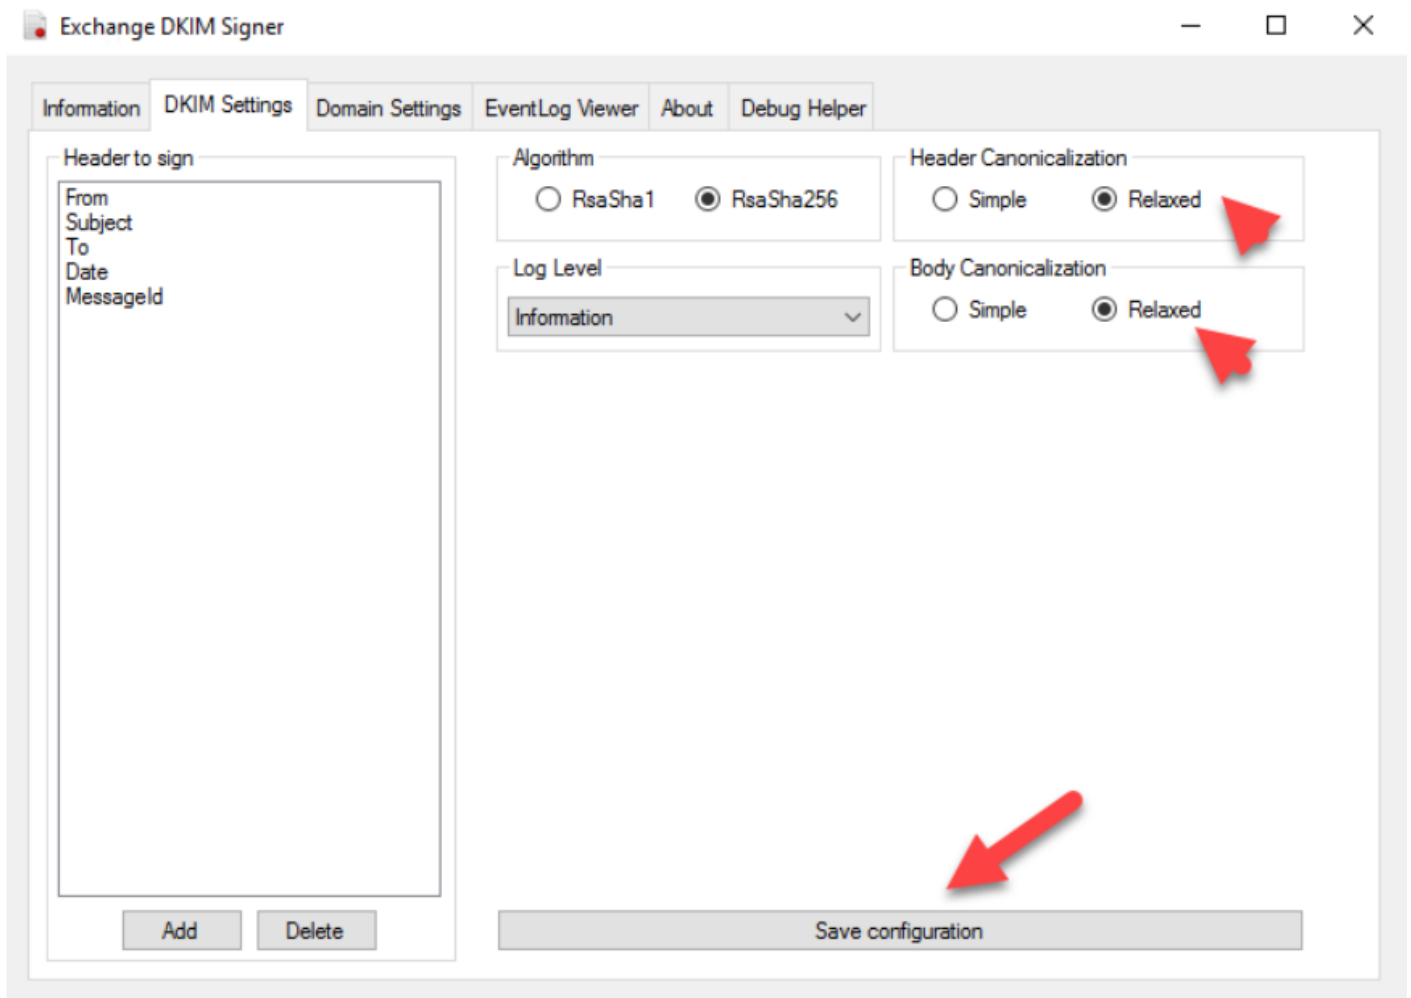 Exchange DKIM Signer
Information
DKIM Settings
Domain Settings
EventLog Viewer
About
Debug Helper
Header to sign
From
Subject
To
Date
MessageId
Add
Delete
Algorithm
RsaSha1
RsaSha256
Log Level
Information
Header Canonicalization
Simple
Relaxed
Body Canonicalization
Simple
Relaxed
Save configuration